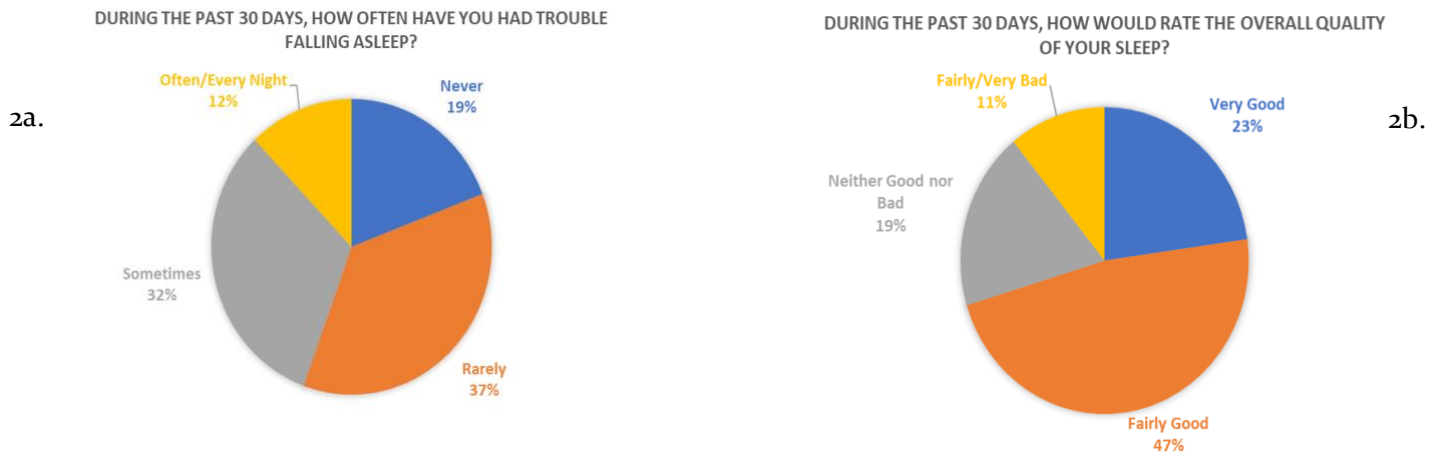 DURING THE PAST 30 DAYS, HOW OFTEN HAVE YOU HAD TROUBLE
FALLING ASLEEP?
2a.
Often/Every Night
12%
Never
19%
Sometimes
32%
Rarely
37%
DURING THE PAST 30 DAYS, HOW WOULD RATE THE OVERALL QUALITY
OF YOUR SLEEP?
2b.
Fairly/Very Bad
11%
Very Good
23%
Neither Good nor
Bad
19%
Fairly Good
47%